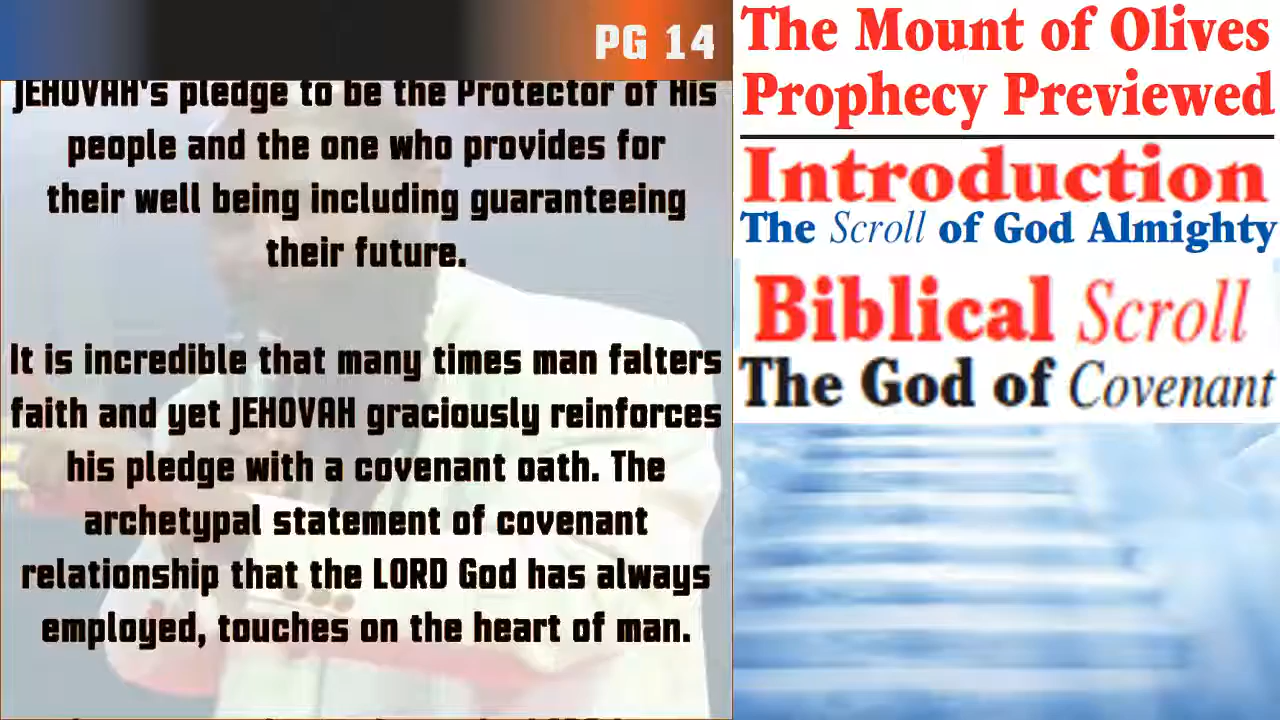 PG 14
JEHOVAH's pledge to be the Protector of His
people and the one who provides for
their well being including guaranteeing
their future.
It is incredible that many times man falters
faith and yet JEHOVAH graciously reinforces
his pledge with a covenant oath. The
archetypal statement of covenant
relationship that the LORD God has always
employed, touches on the heart of man.
The Mount of Olives
Prophecy Previewed
Introduction
The Scroll of God Almighty
Biblical Scroll
The God of Covenant